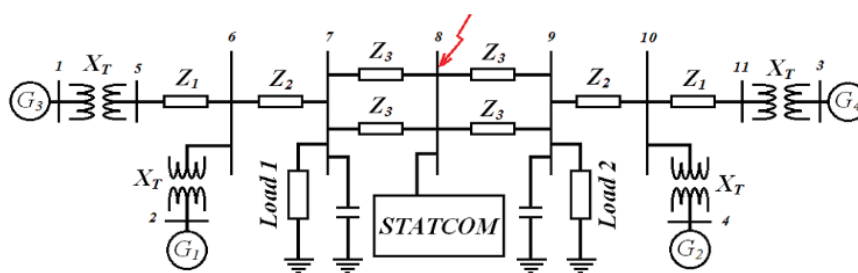 6 7 8 9 10
1 X_T 5 Z_1 Z_2 Z_3 Z_3 Z_2 Z_1 11 X_T 3
G_3 G_4
Z_3 Z_3
X_T Load 1 STATCOM Load 2 X_T
2 4
G_1 G_2